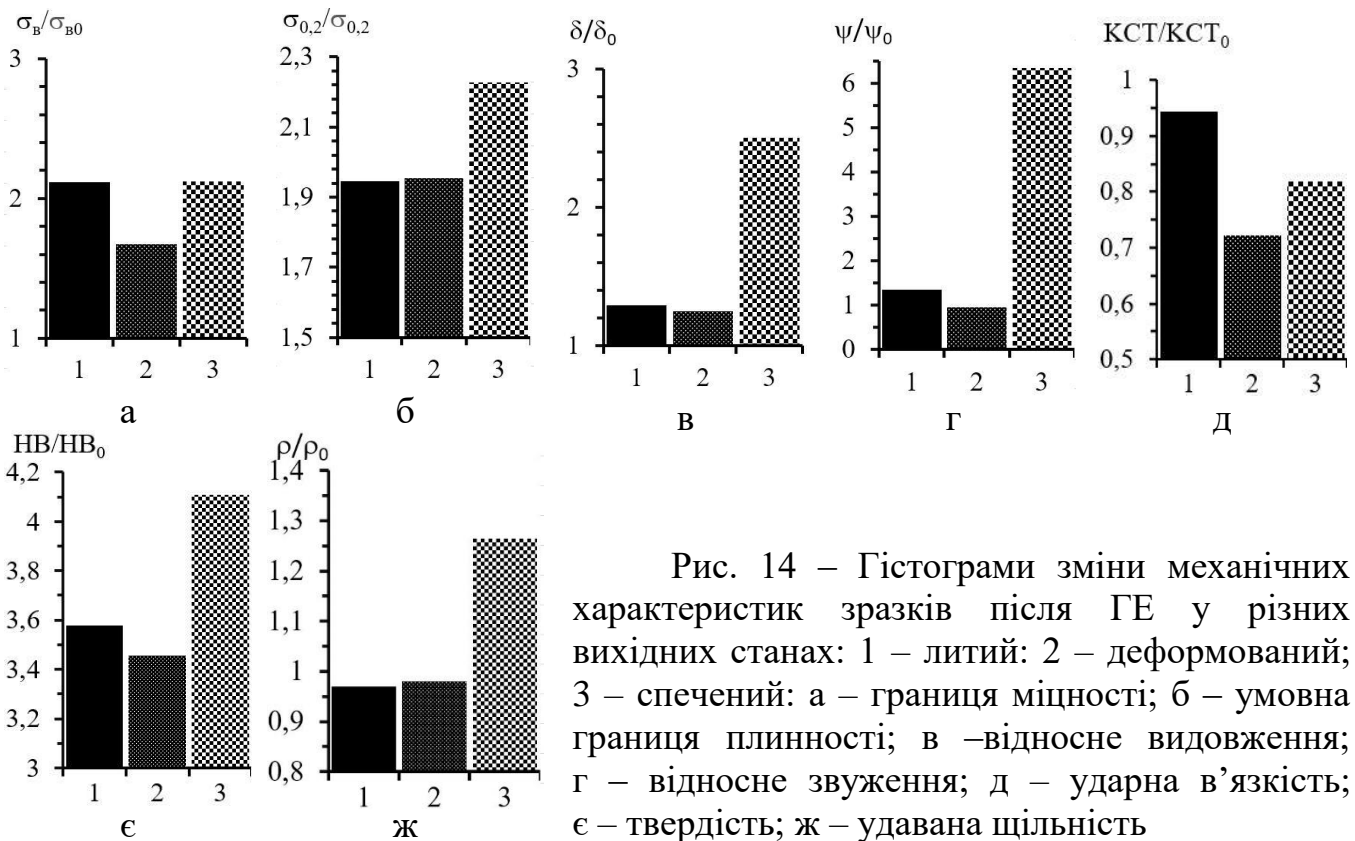 σв/σв0
3
2
1
1 2 3
а
σ0,2/σ0,2
2,3
2,1
1,9
1,7
1,5
1 2 3
б
δ/δ0
3
2
1
1 2 3
в
ψ/ψ0
6
5
4
3
2
1
0
1 2 3
г
KCT/KCT0
1
0,9
0,8
0,7
0,6
0,5
1 2 3
д
HB/HB0
4,2
4
3,8
3,6
3,4
3,2
3
1 2 3
є
ρ/ρ0
1,4
1,3
1,2
1,1
1
0,9
0,8
1 2 3
ж
Рис. 14 – Гістограми зміни механічних
характеристик зразків після ГЕ у різних
вихідних станах: 1 – литий: 2 – деформований;
3 – спечений: а – границя міцності; б – умовна
границя плинності; в –відносне видовження;
г – відносне звуження; д – ударна в’язкість;
є – твердість; ж – удавана щільність